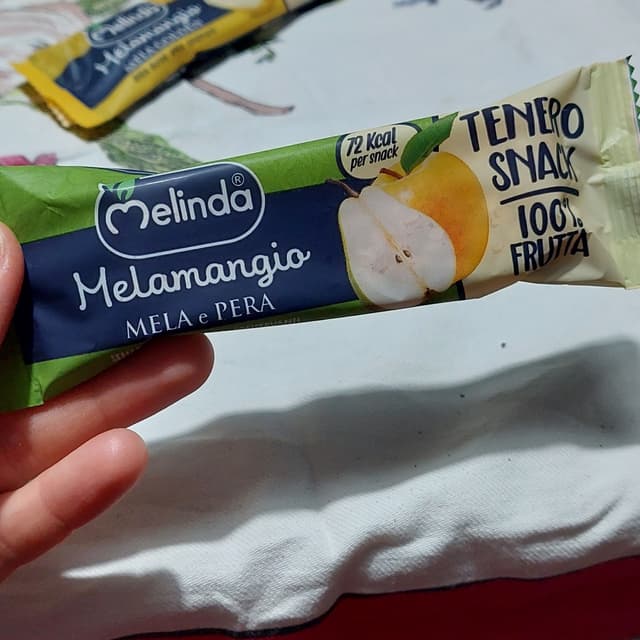 Melinda
Melamangio
Melinda®
Melamangio
MELA e PERA
72 Kcal
per snack
TENERO
SNACK
100%
FRUTTA